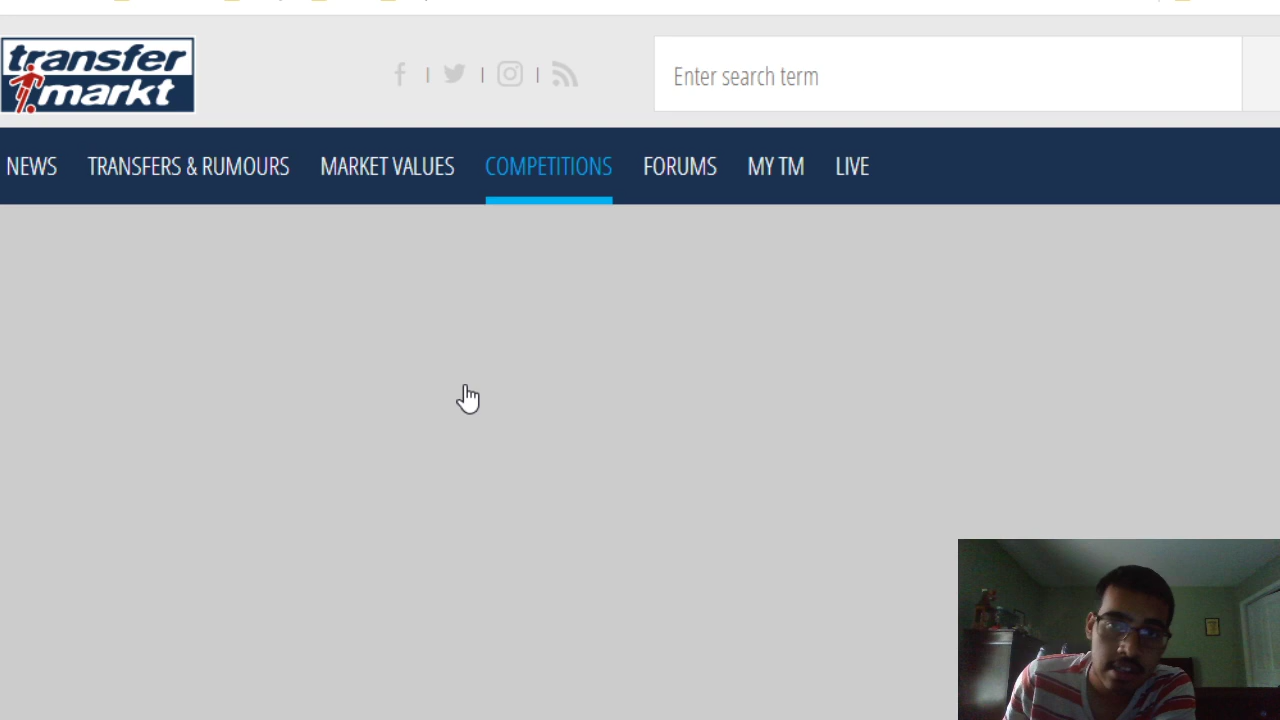 transfer
markt
Enter search term
NEWS TRANSFERS & RUMOURS MARKET VALUES COMPETITIONS FORUMS MY TM LIVE